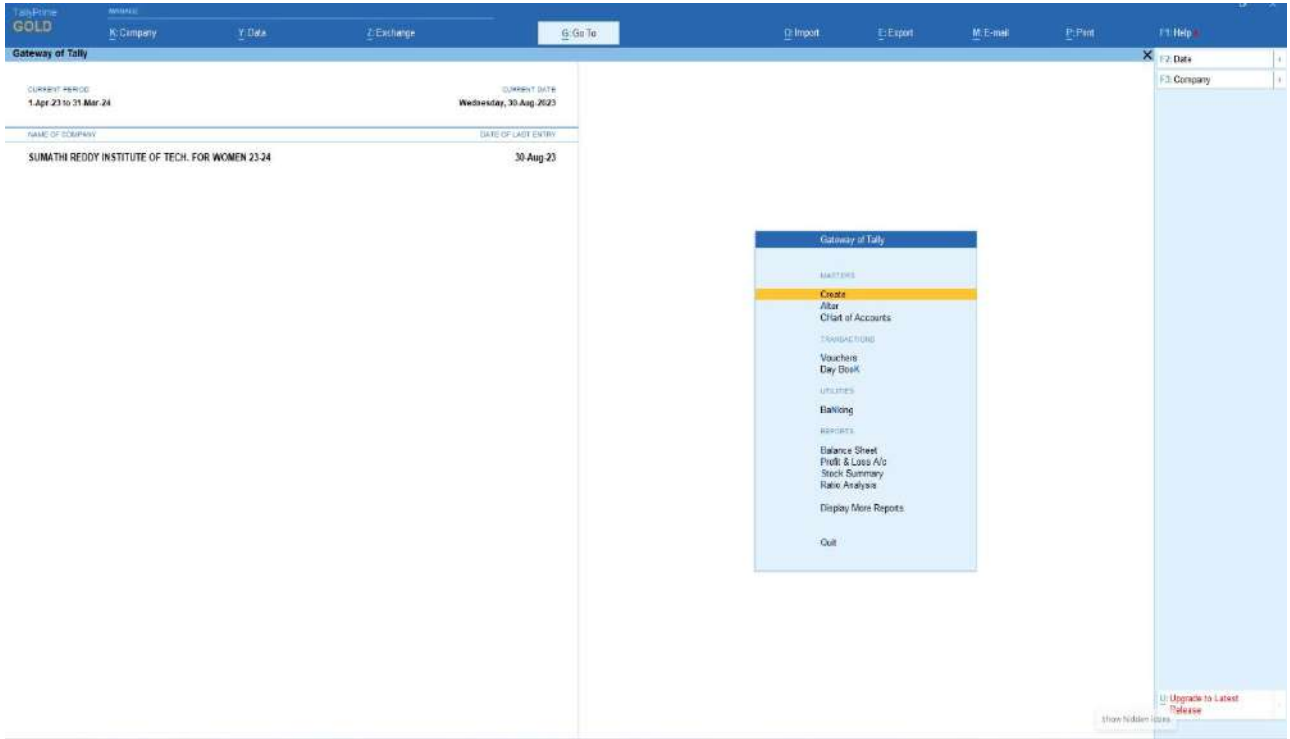 TallyPrime
GOLD
MANAGE
K: Company
Y: Data
Z: Exchange
G: Go To
O: Import
E: Export
M: E-mail
P: Print
F1: Help
Gateway of Tally
F2: Date
F3: Company
CURRENT PERIOD
CURRENT DATE
1-Apr-23 to 31-Mar-24
Wednesday, 30-Aug-2023
NAME OF COMPANY
DATE OF LAST ENTRY
SUMATHI REDDY INSTITUTE OF TECH. FOR WOMEN 23-24
30-Aug-23
Gateway of Tally
MASTERS
Create
Alter
CHart of Accounts
TRANSACTIONS
Vouchers
Day BooK
UTILITIES
BaNking
REPORTS
Balance Sheet
Profit & Loss A/c
Stock Summary
Ratio Analysis
Display More Reports
Quit
U: Upgrade to Latest
Release
Show hidden icons